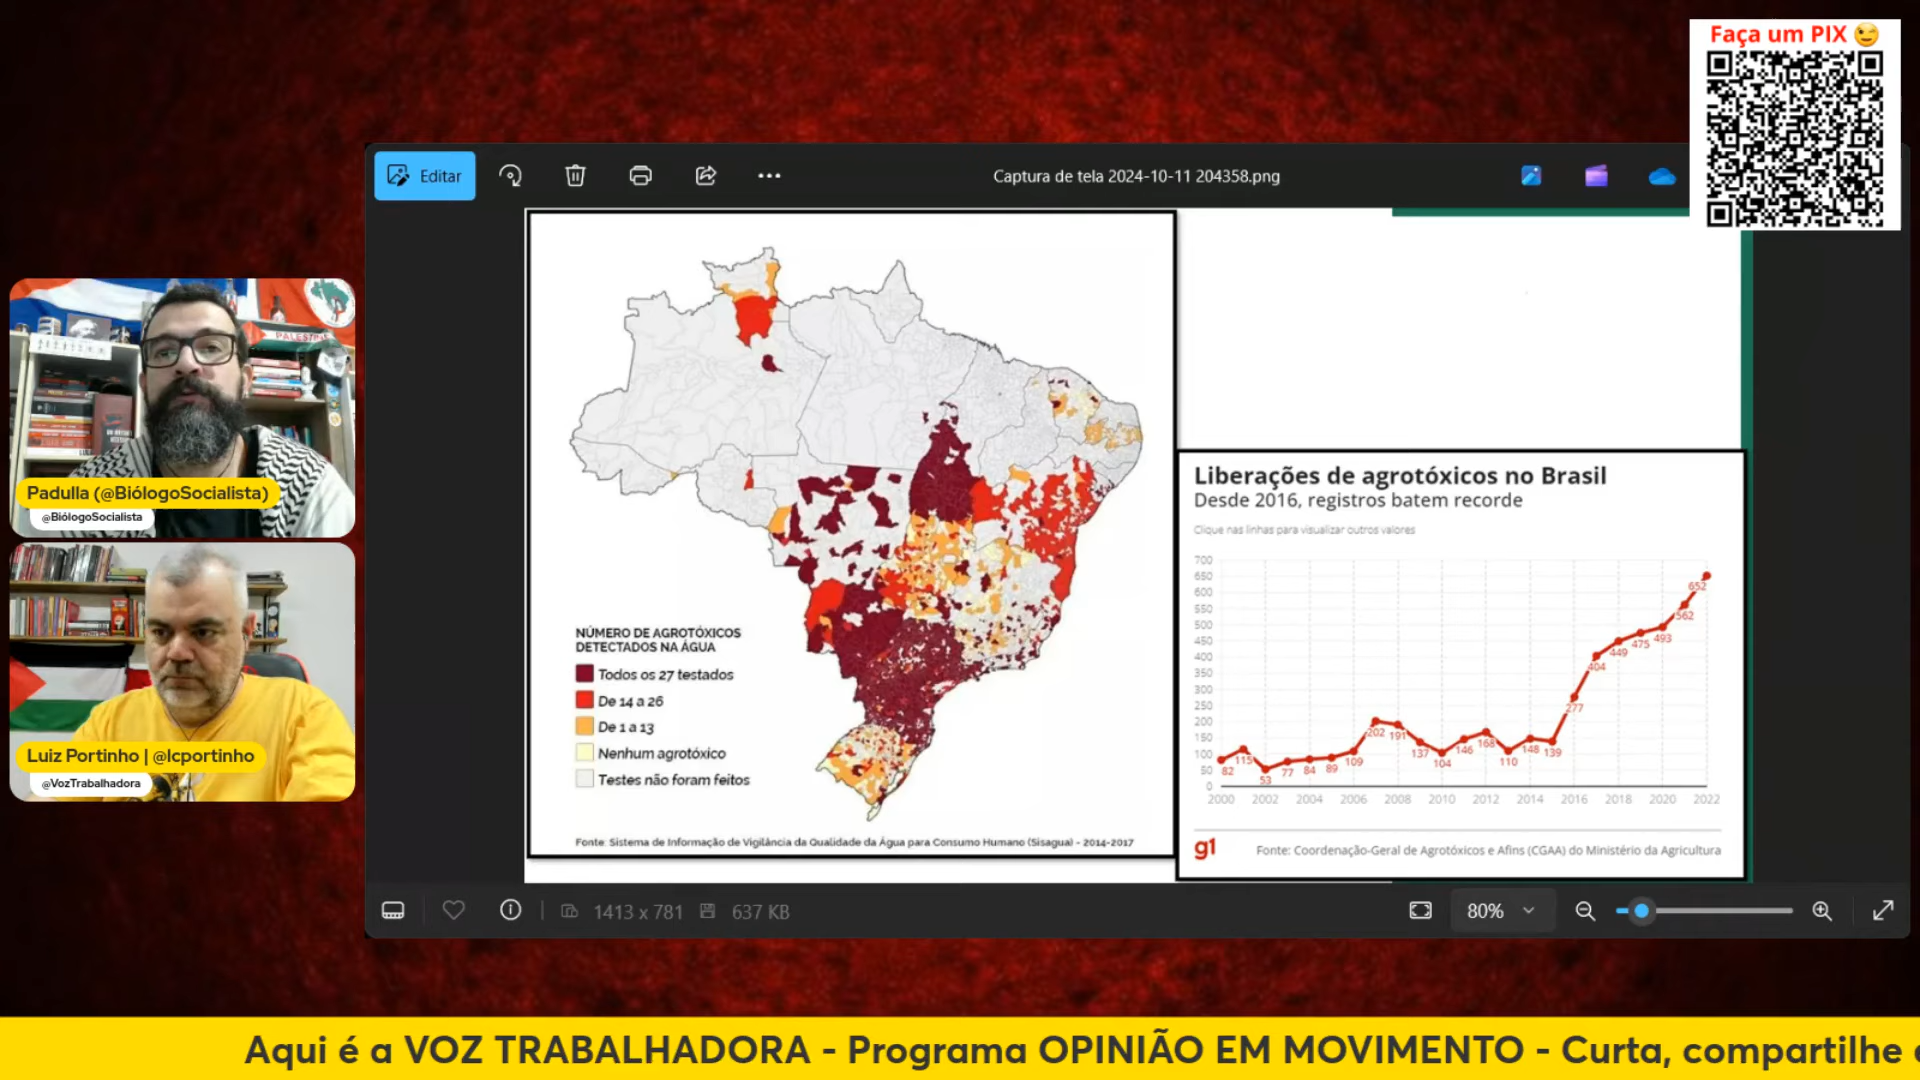 Faça um PIX 😉
Editar
Captura de tela 2024-10-11 204358.png
PALESTINE
Padulla (@BiólogoSocialista)
@BiólogoSocialista
Luiz Portinho | @lcportinho
@VozTrabalhadora
NÚMERO DE AGROTÓXICOS
DETECTADOS NA ÁGUA
Todos os 27 testados
De 14 a 26
De 1 a 13
Nenhum agrotóxico
Testes não foram feitos
Fonte: Sistema de Informação de Vigilância da Qualidade da Água para Consumo Humano (Sisagua) - 2014-2017
Liberações de agrotóxicos no Brasil
Desde 2016, registros batem recorde
Clique nas linhas para visualizar outros valores
700
650
600
550
500
450
400
350
300
250
200
150
100
50
0
82 115 53 77 84 89 109 202 191 137 104 146 168 110 148 139 277 404 449 475 493 562 652
2000 2002 2004 2006 2008 2010 2012 2014 2016 2018 2020 2022
g1
Fonte: Coordenação-Geral de Agrotóxicos e Afins (CGAA) do Ministério da Agricultura
1413 x 781
637 KB
80%
Aqui é a VOZ TRABALHADORA - Programa OPINIÃO EM MOVIMENTO - Curta, compartilhe